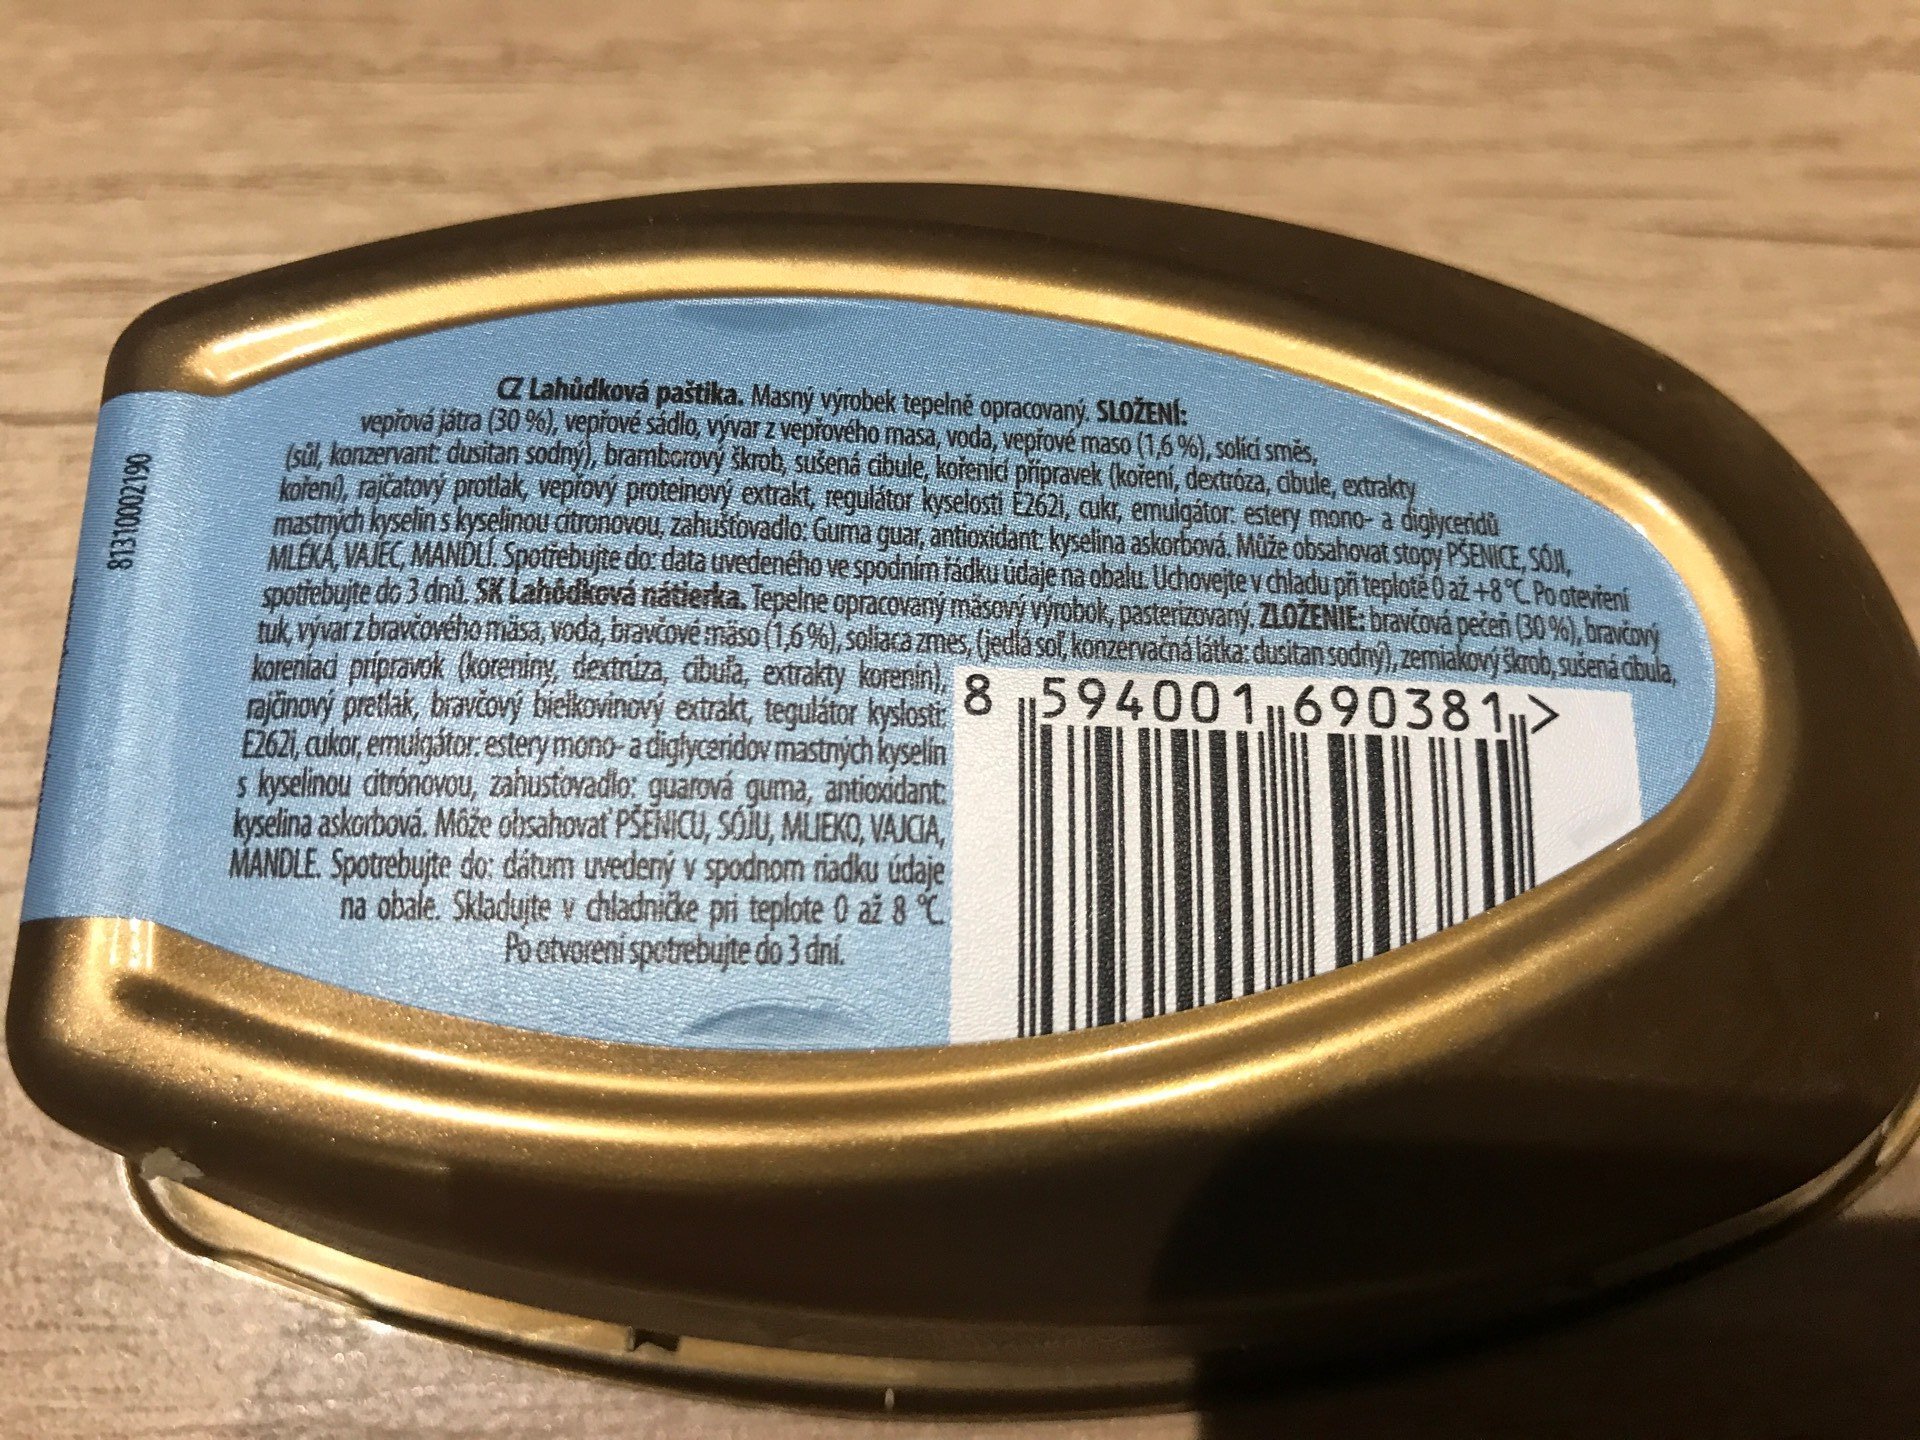 CZ Lahůdková paštika. Masný výrobek tepelně opracovaný. SLOŽENÍ:
vepřová játra (30 %), vepřové sádlo, vývar z vepřového masa, voda, vepřové maso (1,6 %), solící směs,
(sůl, konzervant: dusitan sodný), bramborový škrob, sušená cibule, kořenící přípravek (koření, dextróza, cibule, extrakty
koření), rajčatový protlak, vepřový proteinový extrakt, regulátor kyselosti E262i, cukr, emulgátor: estery mono- a diglyceridů
mastných kyselin s kyselinou citronovou, zahušťovadlo: Guma guar, antioxidant: kyselina askorbová. Může obsahovat stopy PŠENICE, SÓJI,
MLÉKA, VAJEC, MANDLÍ. Spotřebujte do: data uvedeného ve spodním řádku údaje na obalu. Uchovejte v chladu při teplotě 0 až +8 °C. Po otevření
spotřebujte do 3 dnů. SK Lahôdková nátierka. Tepelne opracovaný mäsový výrobok, pasterizovaný. ZLOŽENIE: bravčová pečeň (30 %), bravčový
tuk, vývar z bravčového mäsa, voda, bravčové mäso (1,6 %), soliaca zmes, (jedlá soľ, konzervačná látka: dusitan sodný), zemiakový škrob, sušená cibuľa,
koreniaci prípravok (koreniny, dextrúza, cibuľa, extrakty korenín),
rajčinový pretlak, bravčový bielkovinový extrakt, tegulátor kyslosti:
E262i, cukor, emulgátor: estery mono- a diglyceridov mastných kyselín
s kyselinou citrónovou, zahusťovadlo: guarová guma, antioxidant:
kyselina askorbová. Môže obsahovať PŠENICU, SÓJU, MLIEKO, VAJCIA,
MANDLE. Spotrebujte do: dátum uvedený v spodnom riadku údaje
na obale. Skladujte v chladničke pri teplote 0 až 8 °C.
Po otvorení spotrebujte do 3 dní.
8 594001 690381 >
81310002190